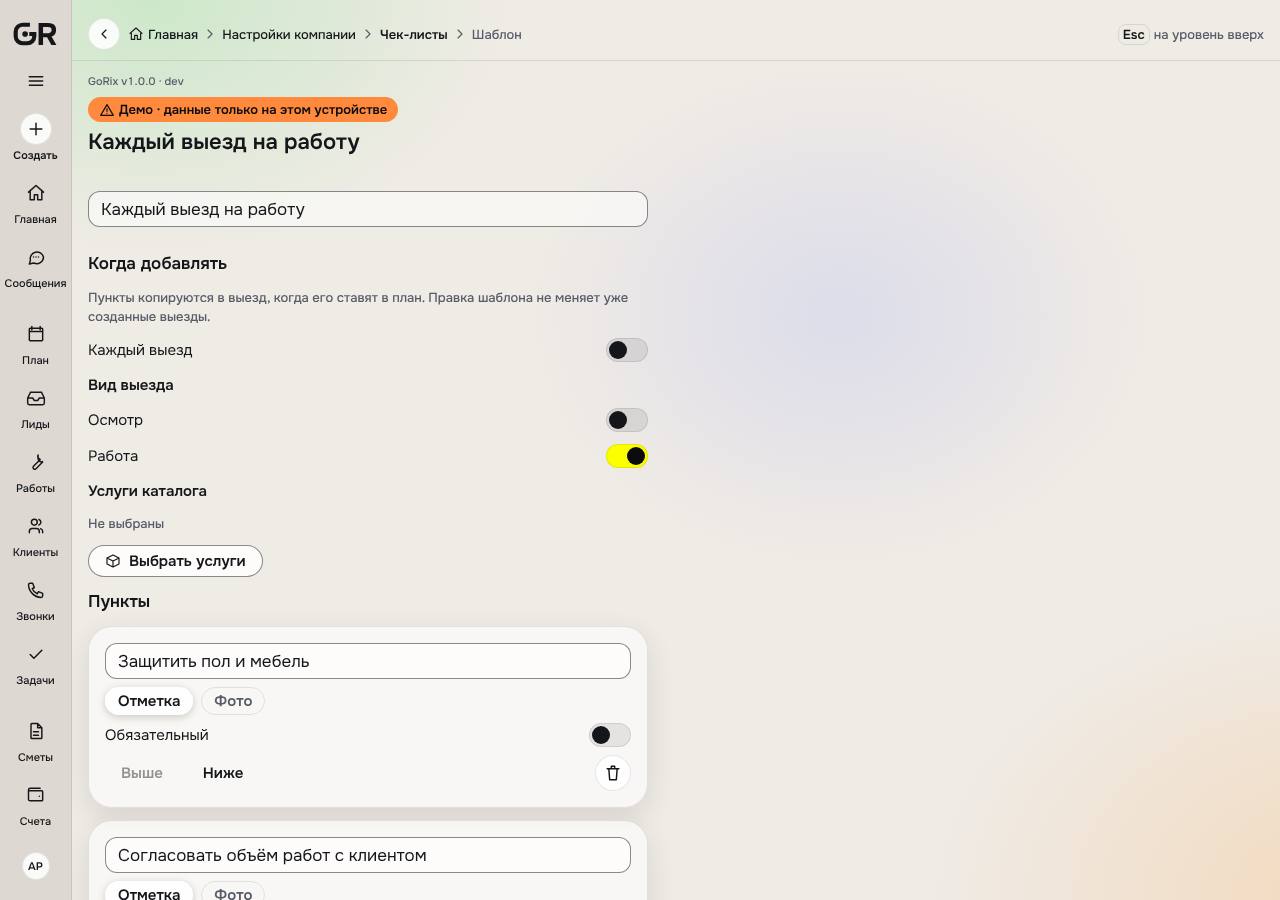 GR
Главная
Настройки компании
Чек-листы
Шаблон
Esc на уровень вверх
GoRix v1.0.0 · dev
Демо · данные только на этом устройстве
Каждый выезд на работу
Каждый выезд на работу
Когда добавлять
Пункты копируются в выезд, когда его ставят в план. Правка шаблона не меняет уже
созданные выезды.
Каждый выезд
Вид выезда
Осмотр
Работа
Услуги каталога
Не выбраны
Выбрать услуги
Пункты
Защитить пол и мебель
Отметка
Фото
Обязательный
Выше
Ниже
Согласовать объём работ с клиентом
Отметка
Фото
Создать
Главная
Сообщения
План
Лиды
Работы
Клиенты
Звонки
Задачи
Сметы
Счета
AP